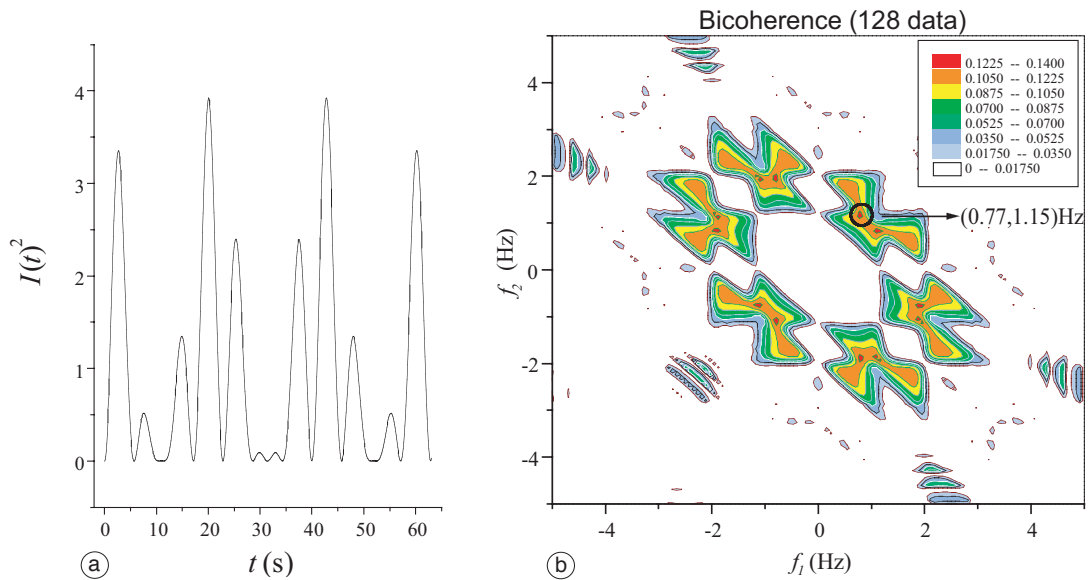 I(t)²
4
3
2
1
0
0 10 20 30 40 50 60
t (s)
a
Bicoherence (128 data)
0.1225 -- 0.1400
0.1050 -- 0.1225
0.0875 -- 0.1050
0.0700 -- 0.0875
0.0525 -- 0.0700
0.0350 -- 0.0525
0.01750 -- 0.0350
0 -- 0.01750
(0.77,1.15)Hz
f₂ (Hz)
4
2
0
-2
-4
-4 -2 0 2 4
f₁ (Hz)
b